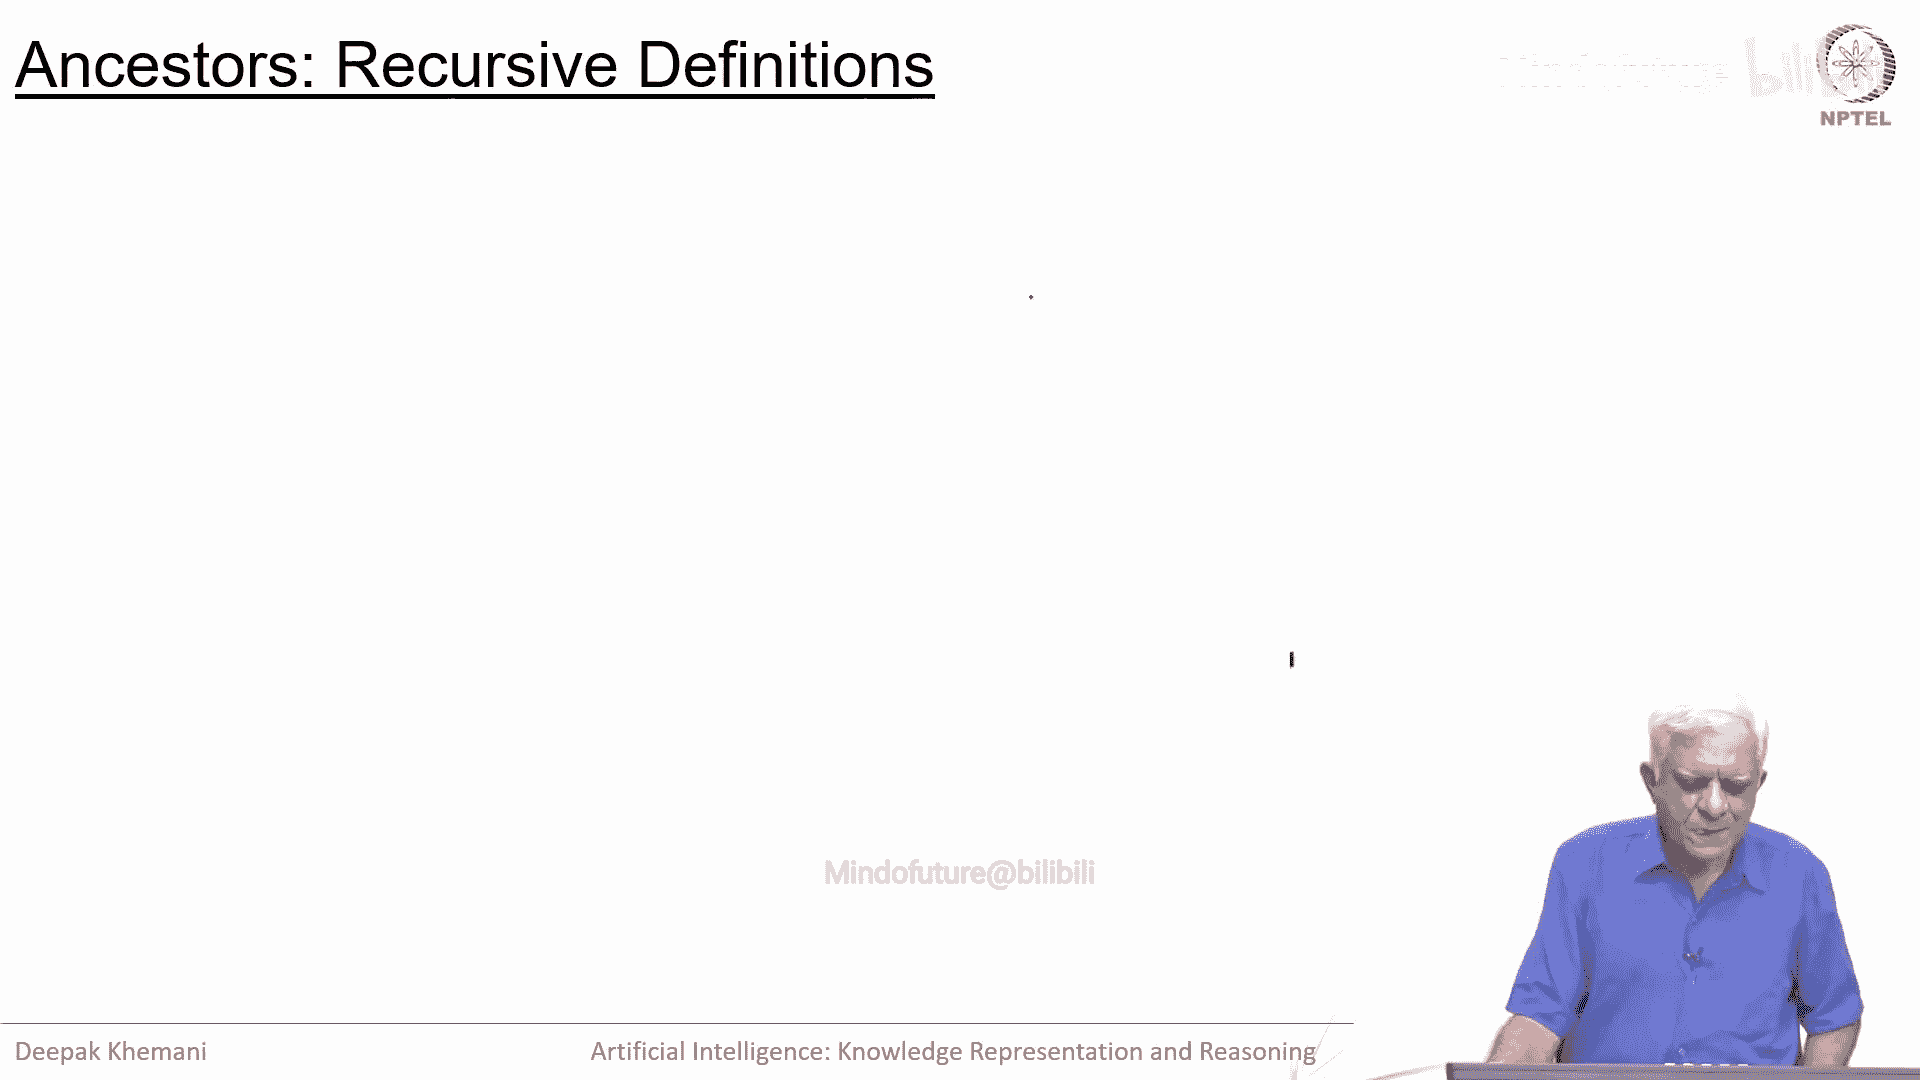 Ancestors: Recursive Definitions
NPTEL
Mindofuture@bilibili
Deepak Khemani
Artificial Intelligence: Knowledge Representation and Reasoning